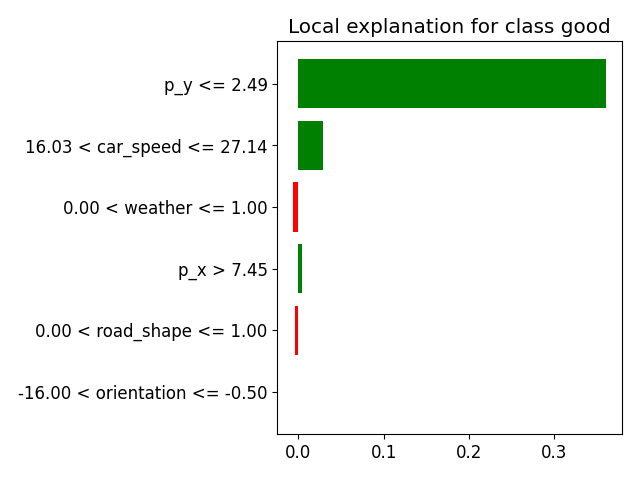 Local explanation for class good
p_y <= 2.49
16.03 < car_speed <= 27.14
0.00 < weather <= 1.00
p_x > 7.45
0.00 < road_shape <= 1.00
-16.00 < orientation <= -0.50
0.0 0.1 0.2 0.3